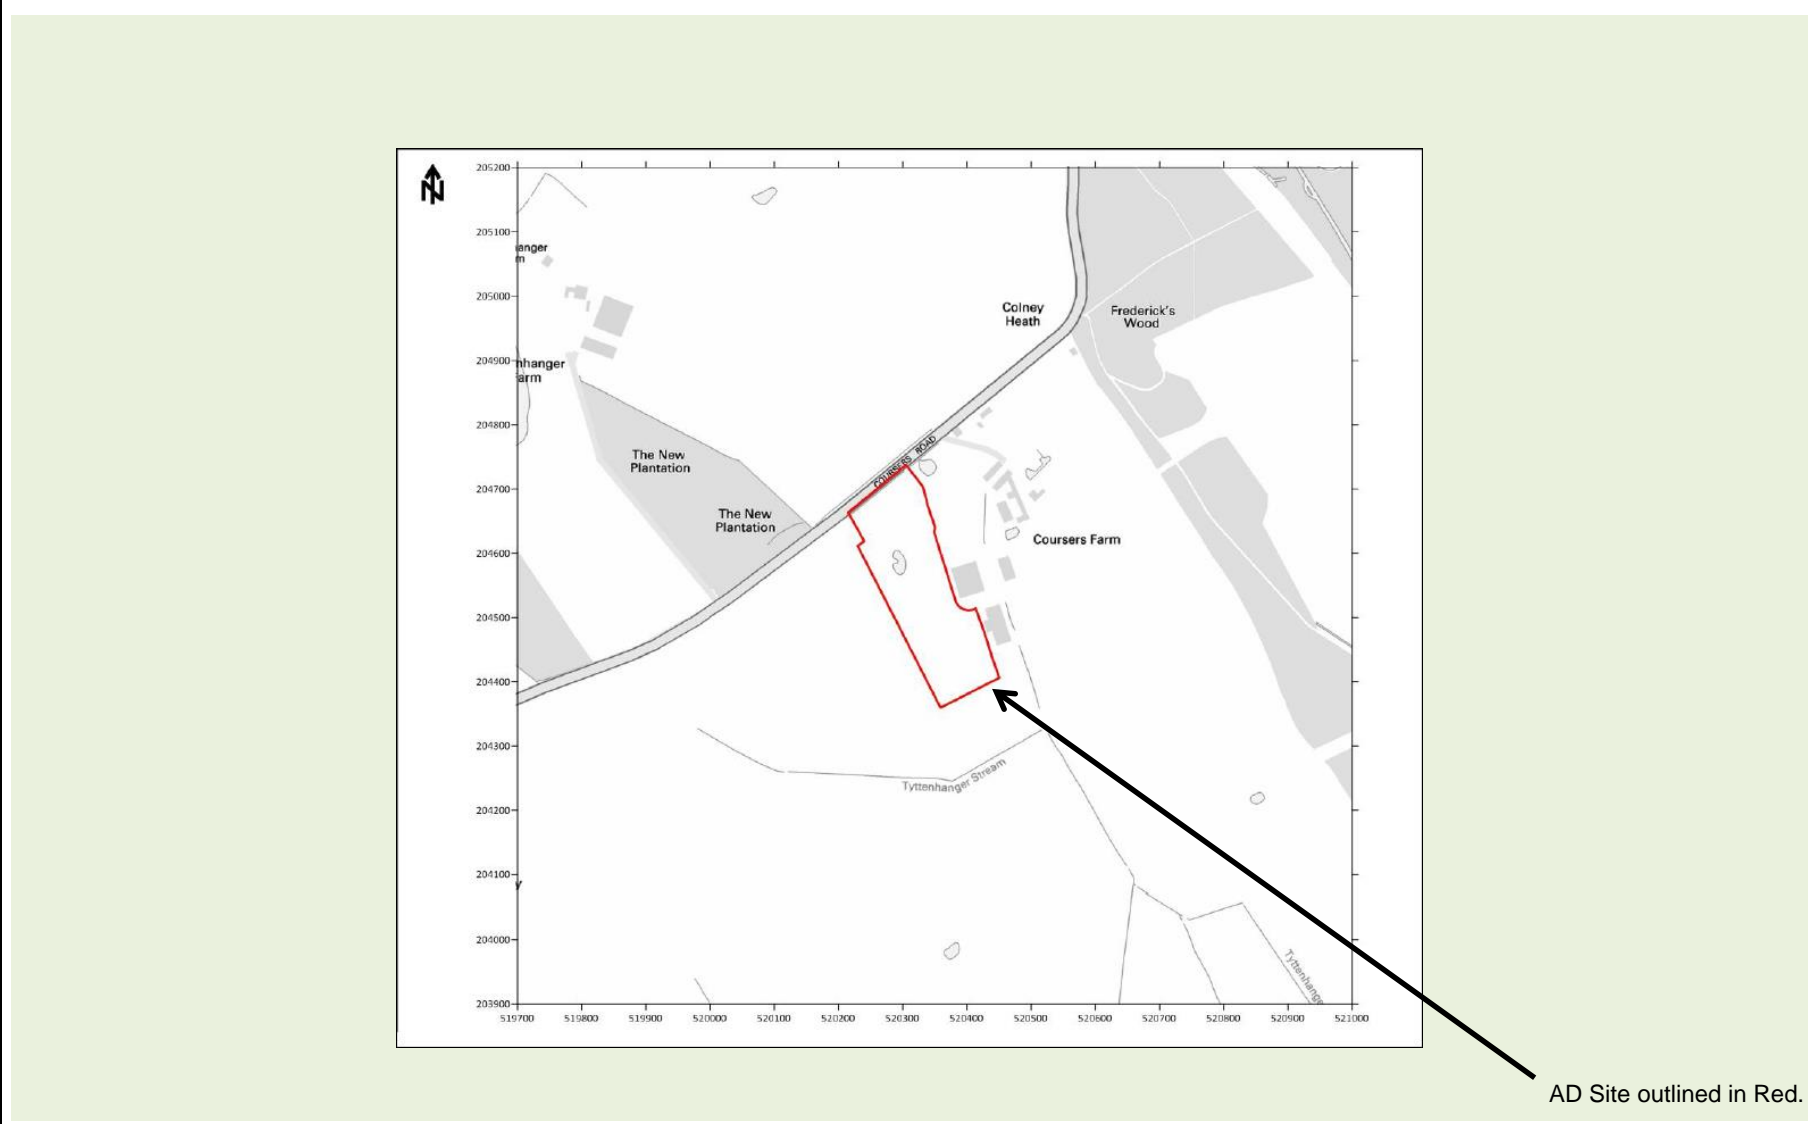 N
205200
205100
205000
204900
204800
204700
204600
204500
204400
204300
204200
204100
204000
203900
anger
m
nhanger
arm
y
Colney
Heath
Frederick's
Wood
The New
Plantation
The New
Plantation
COURSERS ROAD
Coursers Farm
Tyttenhanger Stream
Tyttenhange
519700 519800 519900 520000 520100 520200 520300 520400 520500 520600 520700 520800 520900 521000
AD Site outlined in Red.